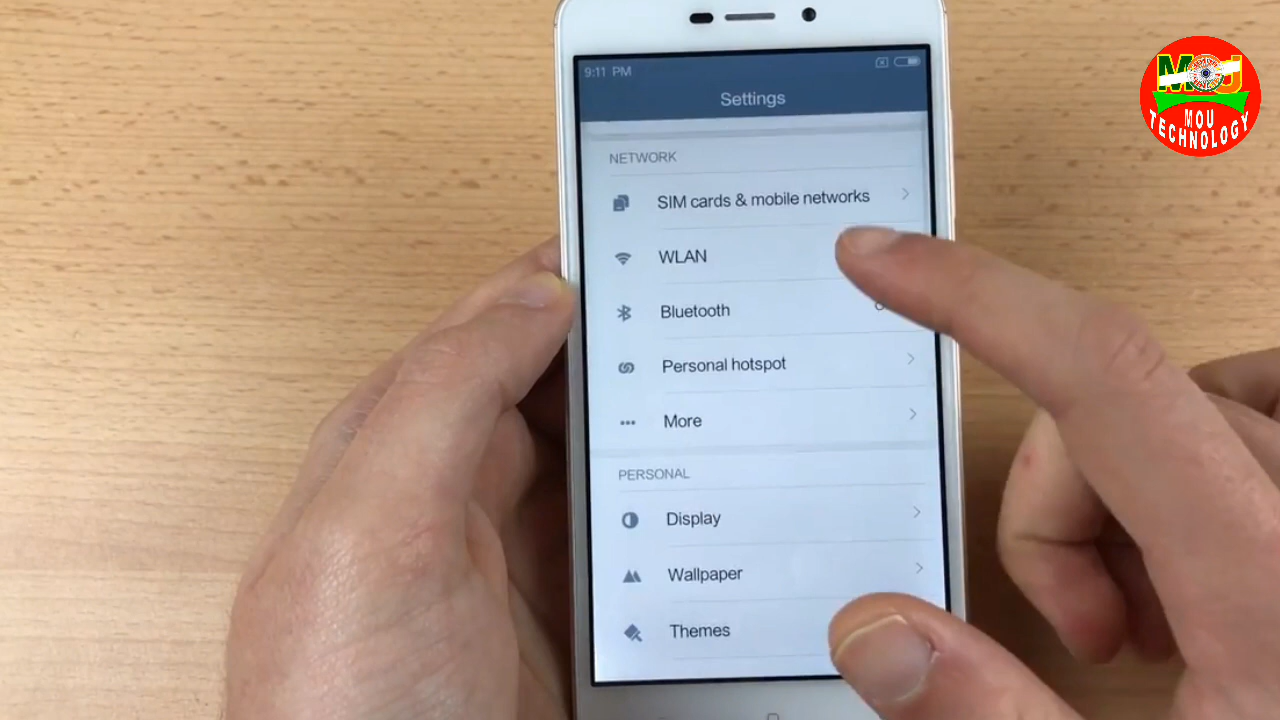 9:11 PM
Settings
NETWORK
SIM cards & mobile networks
WLAN
Bluetooth
Personal hotspot
More
PERSONAL
Display
Wallpaper
Themes
MOU
MOU
TECHNOLOGY